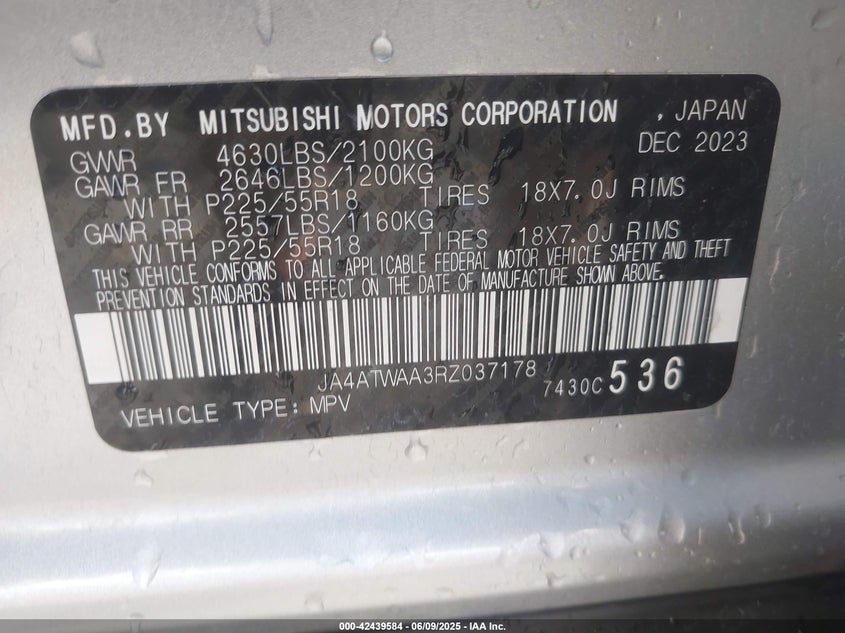 MFD.BY MITSUBISHI MOTORS CORPORATION , JAPAN
GVWR 4630LBS/2100KG DEC 2023
GAWR FR 2646LBS/1200KG
WITH P225/55R18 TIRES 18X7.0J RIMS
GAWR RR 2557LBS/1160KG
WITH P225/55R18 TIRES 18X7.0J RIMS
THIS VEHICLE CONFORMS TO ALL APPLICABLE FEDERAL MOTOR VEHICLE SAFETY AND THEFT
PREVENTION STANDARDS IN EFFECT ON THE DATE OF MANUFACTURE SHOWN ABOVE.
JA4ATWAA3RZ037178
7430C 536
VEHICLE TYPE: MPV
000-42439584 - 06/09/2025 - IAA Inc.